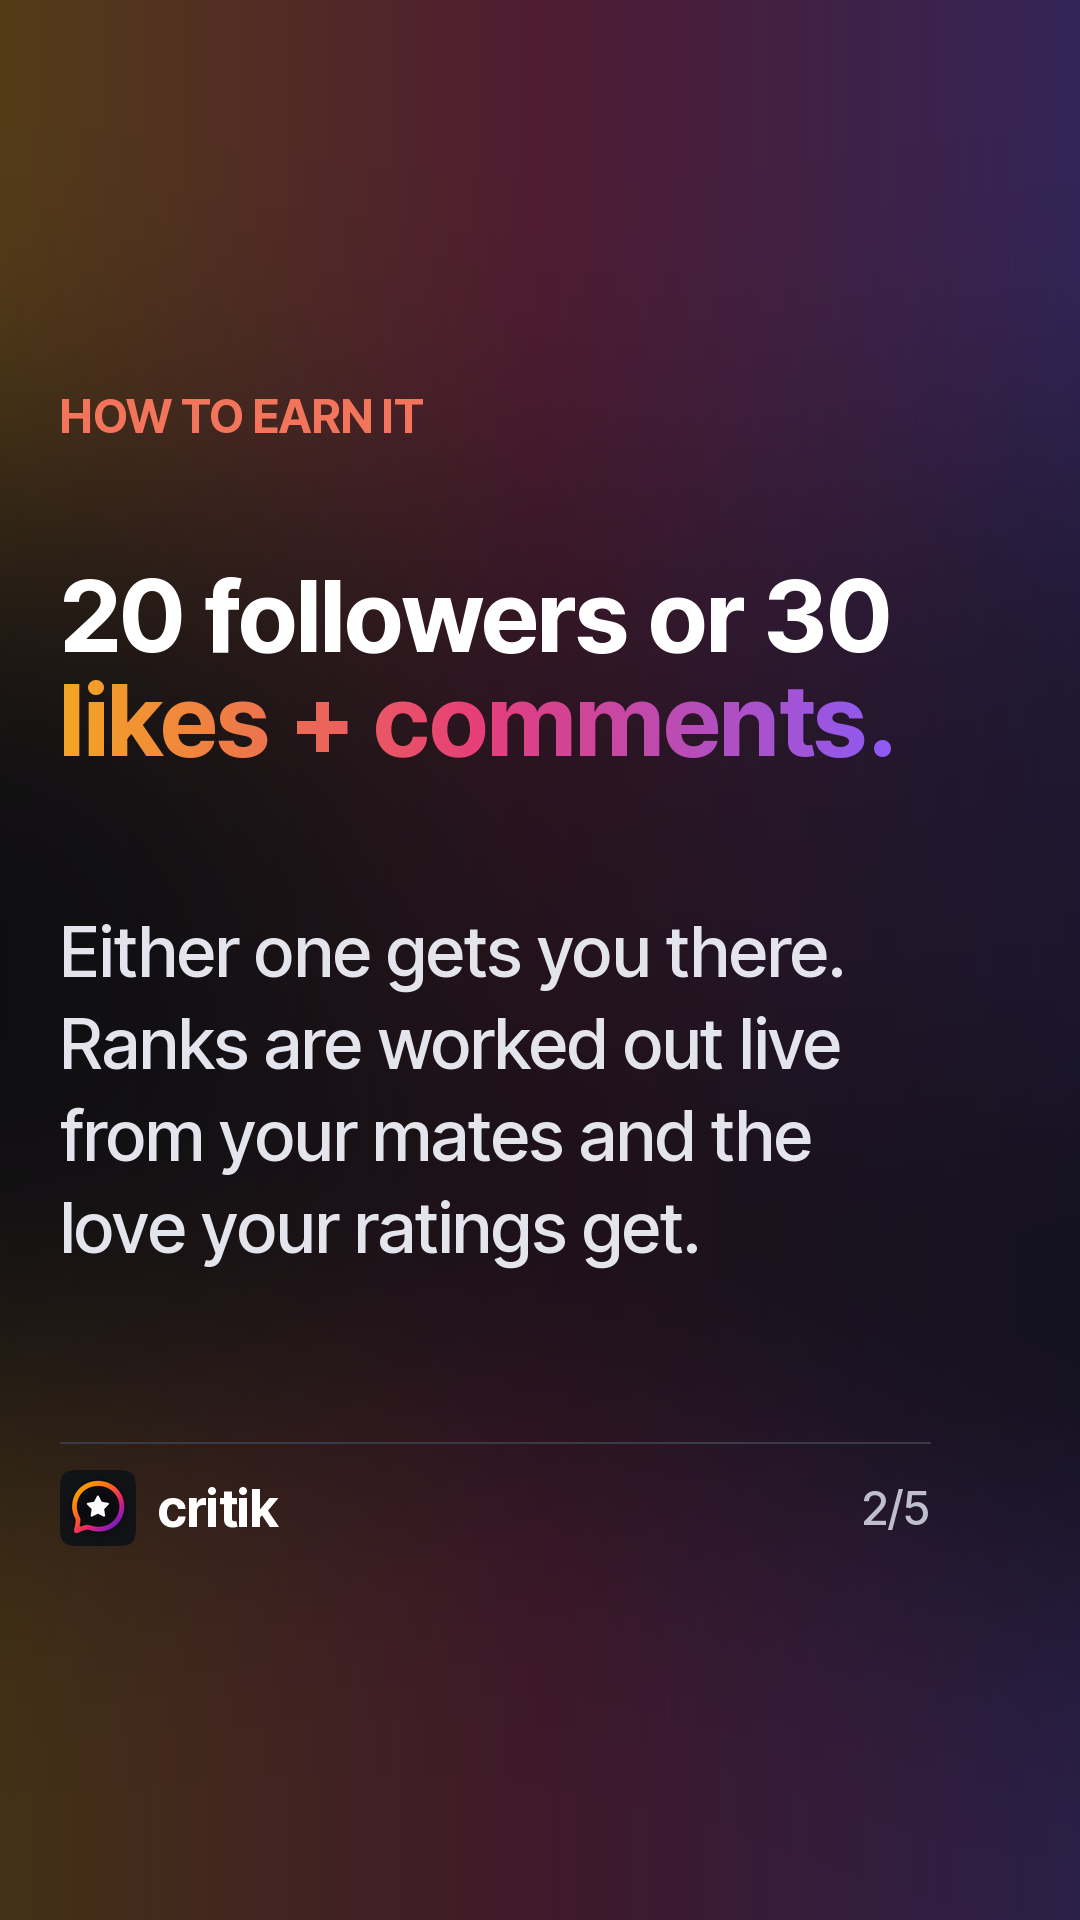 HOW TO EARN IT
20 followers or 30
likes + comments.
Either one gets you there.
Ranks are worked out live
from your mates and the
love your ratings get.
critik
2/5